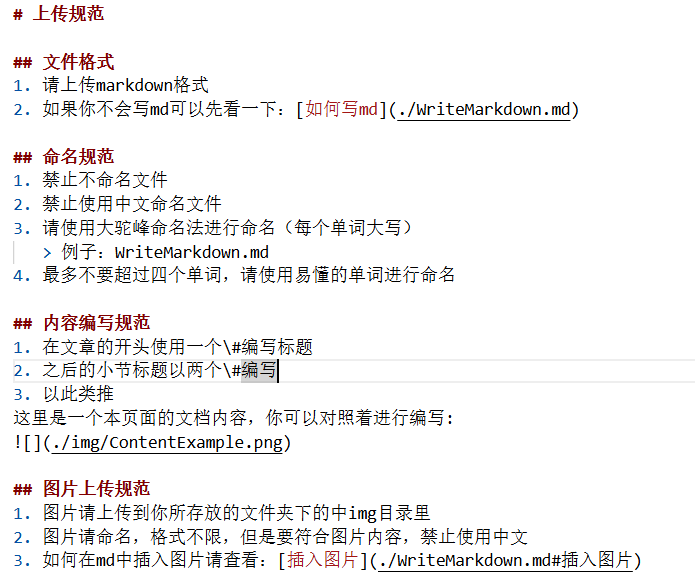 # 上传规范
## 文件格式
1. 请上传markdown格式
2. 如果你不会写md可以先看一下：[如何写md](./WriteMarkdown.md)
## 命名规范
1. 禁止不命名文件
2. 禁止使用中文命名文件
3. 请使用大驼峰命名法进行命名（每个单词大写）
> 例子：WriteMarkdown.md
4. 最多不要超过四个单词，请使用易懂的单词进行命名
## 内容编写规范
1. 在文章的开头使用一个\#编写标题
2. 之后的小节标题以两个\#编写
3. 以此类推
这里是一个本页面的文档内容，你可以对照着进行编写：
![](./img/ContentExample.png)
## 图片上传规范
1. 图片请上传到你所存放的文件夹下的中img目录里
2. 图片请命名，格式不限，但是要符合图片内容，禁止使用中文
3. 如何在md中插入图片请查看：[插入图片](./WriteMarkdown.md#插入图片)